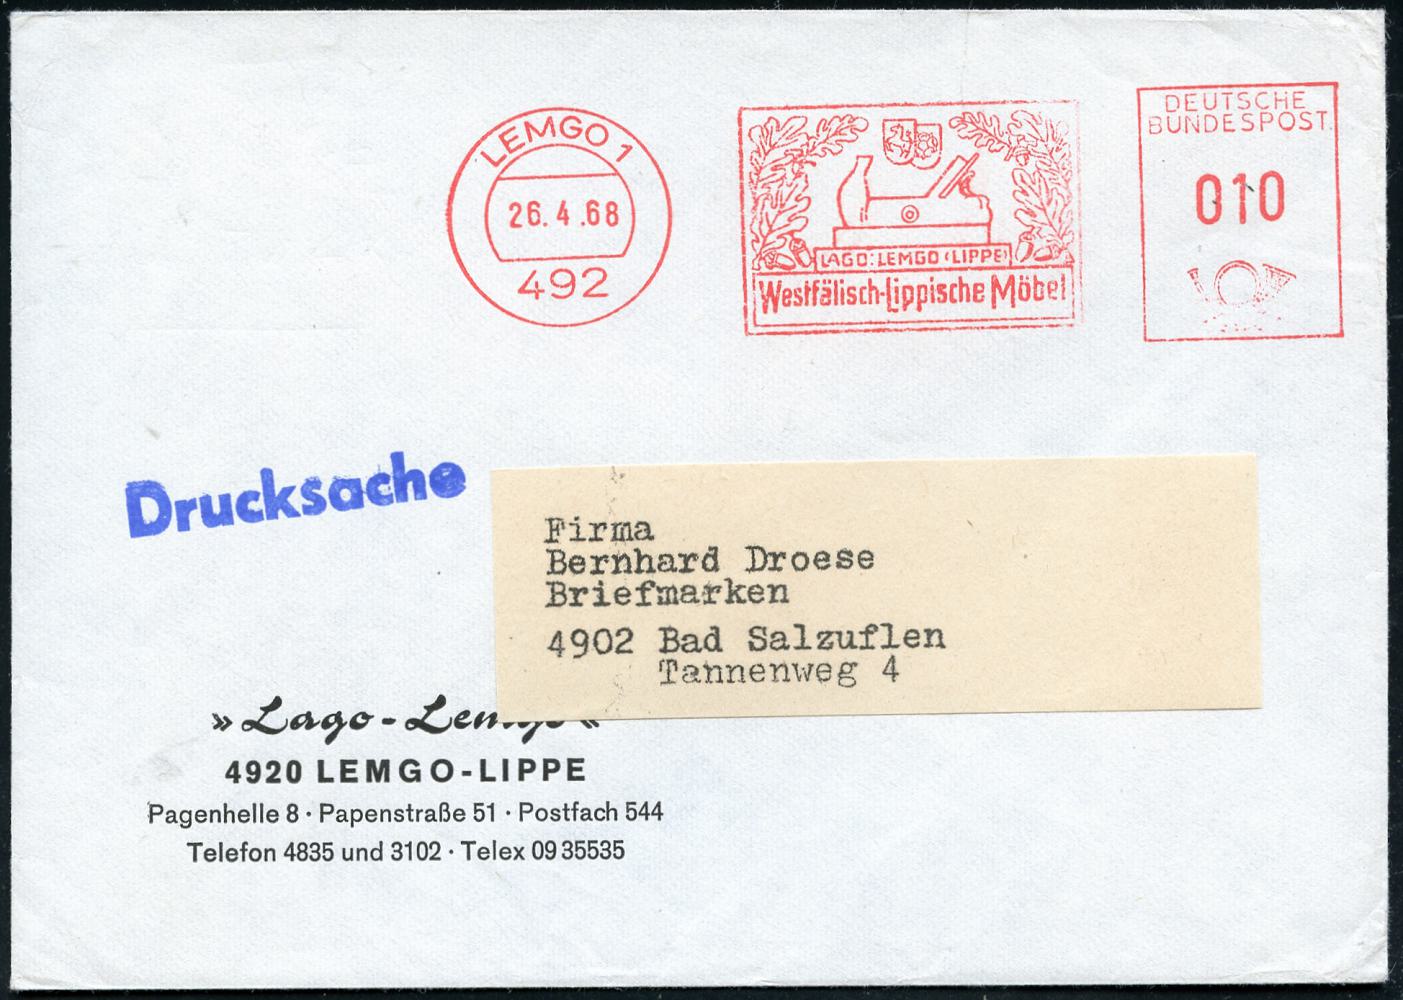 LEMGO 1
26.4.68
492
LAGO: LEMGO (LIPPE)
Westfälisch-Lippische Möbel
DEUTSCHE
BUNDESPOST
010
Drucksache
Firma
Bernhard Droese
Briefmarken
4902 Bad Salzuflen
Tannenweg 4
»Lago-Lemgo«
4920 LEMGO-LIPPE
Pagenhelle 8 · Papenstraße 51 · Postfach 544
Telefon 4835 und 3102 · Telex 09 35535